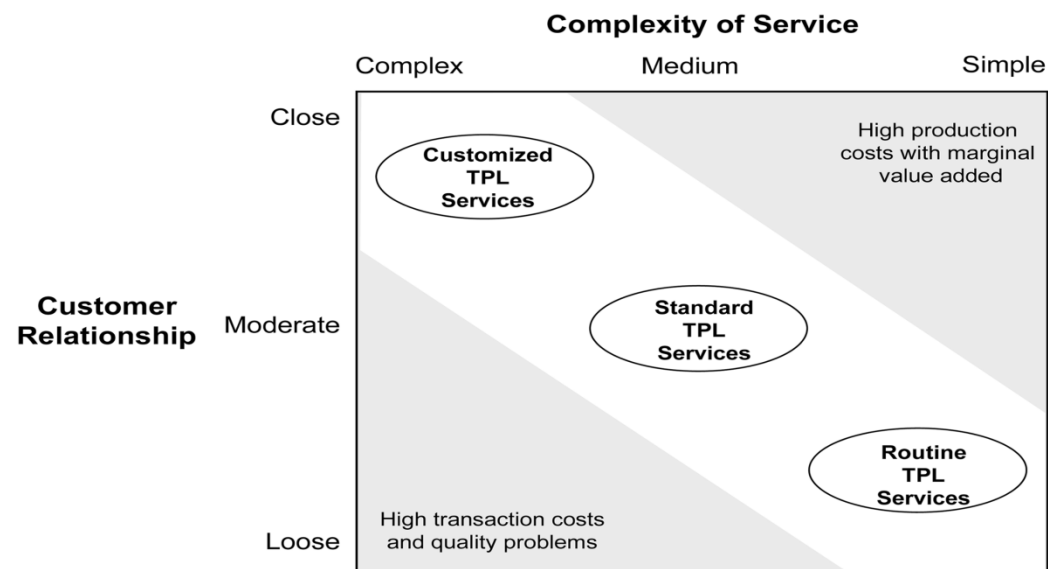 Complexity of Service
Complex Medium Simple
Close
Customized
TPL
Services
High production
costs with marginal
value added
Customer
Relationship
Moderate
Standard
TPL
Services
Routine
TPL
Services
High transaction costs
and quality problems
Loose